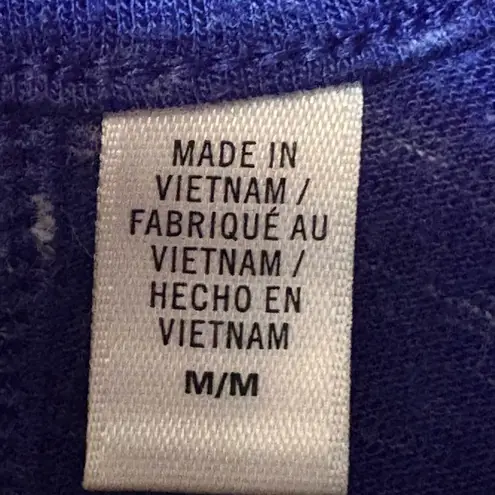 MADE IN
VIETNAM /
FABRIQUÉ AU
VIETNAM /
HECHO EN
VIETNAM
M/M